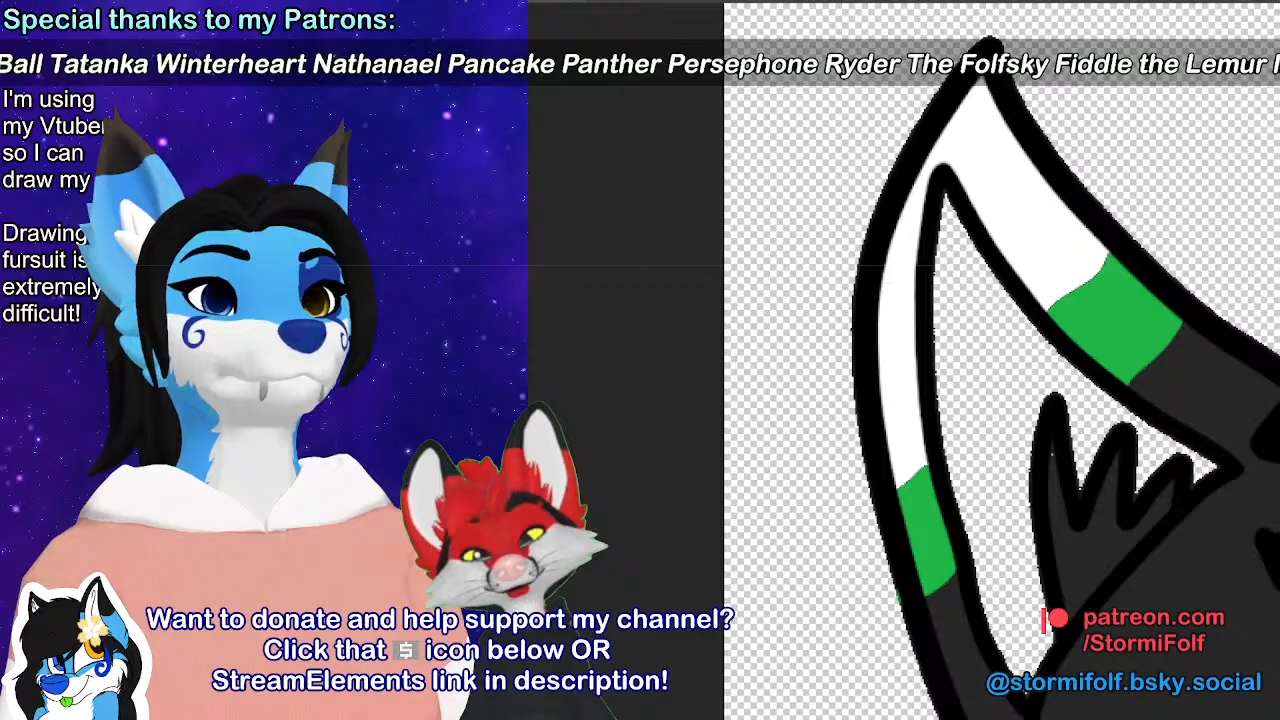 Special thanks to my Patrons:
Ball Tatanka Winterheart Nathanael Pancake Panther Persephone Ryder The Folfsky Fiddle the Lemur
I'm using
my Vtuber
so I can
draw my
Drawing
fursuit is
extremely
difficult!
Want to donate and help support my channel?
Click that $ icon below OR
StreamElements link in description!
patreon.com
/StormiFolf
@stormifolf.bsky.social